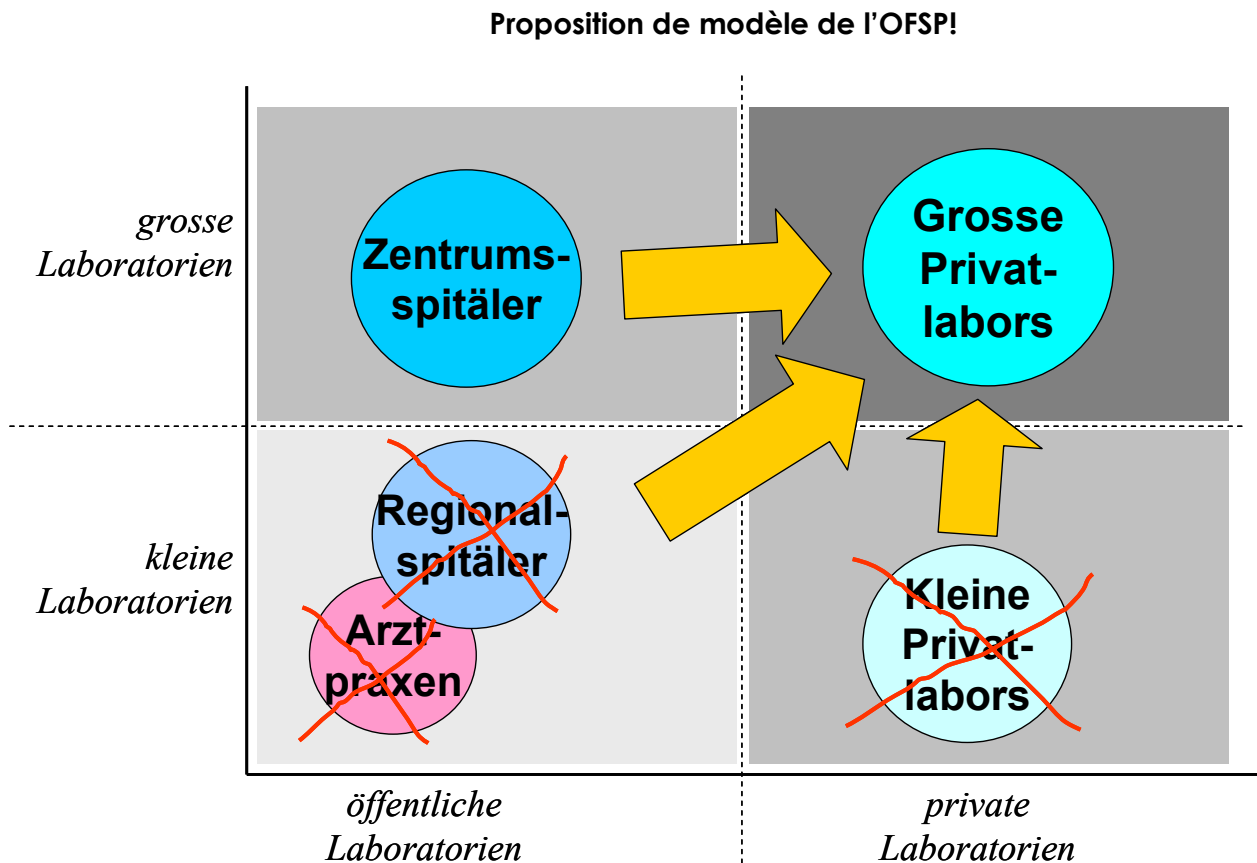 Proposition de modèle de l'OFSP!
grosse
Laboratorien
Zentrums-
spitäler
Grosse
Privat-
labors
kleine
Laboratorien
Regional-
spitäler
Arzt-
praxen
Kleine
Privat-
labors
öffentliche
Laboratorien
private
Laboratorien